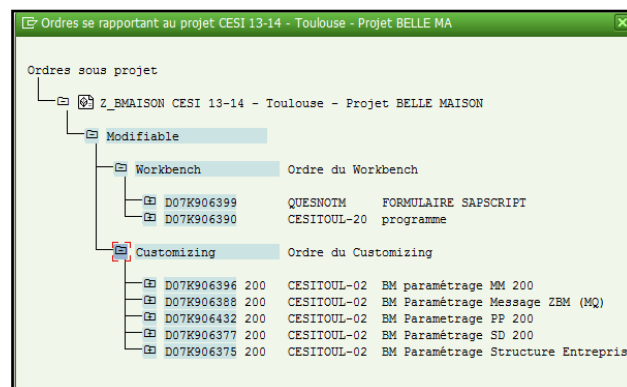 Ordres se rapportant au projet CESI 13-14 - Toulouse - Projet BELLE MA
Ordres sous projet
Z_BMAISON CESI 13-14 - Toulouse - Projet BELLE MAISON
Modifiable
Workbench Ordre du Workbench
D07K906399 QUESNOTM FORMULAIRE SAPSCRIPT
D07K906390 CESITOUL-20 programme
Customizing Ordre du Customizing
D07K906396 200 CESITOUL-02 BM paramétrage MM 200
D07K906388 200 CESITOUL-02 BM Paramétrage Message ZBM (MQ)
D07K906432 200 CESITOUL-02 BM Parametrage PP 200
D07K906377 200 CESITOUL-02 BM Paramétrage SD 200
D07K906375 200 CESITOUL-02 BM Paramétrage Structure Entrepris